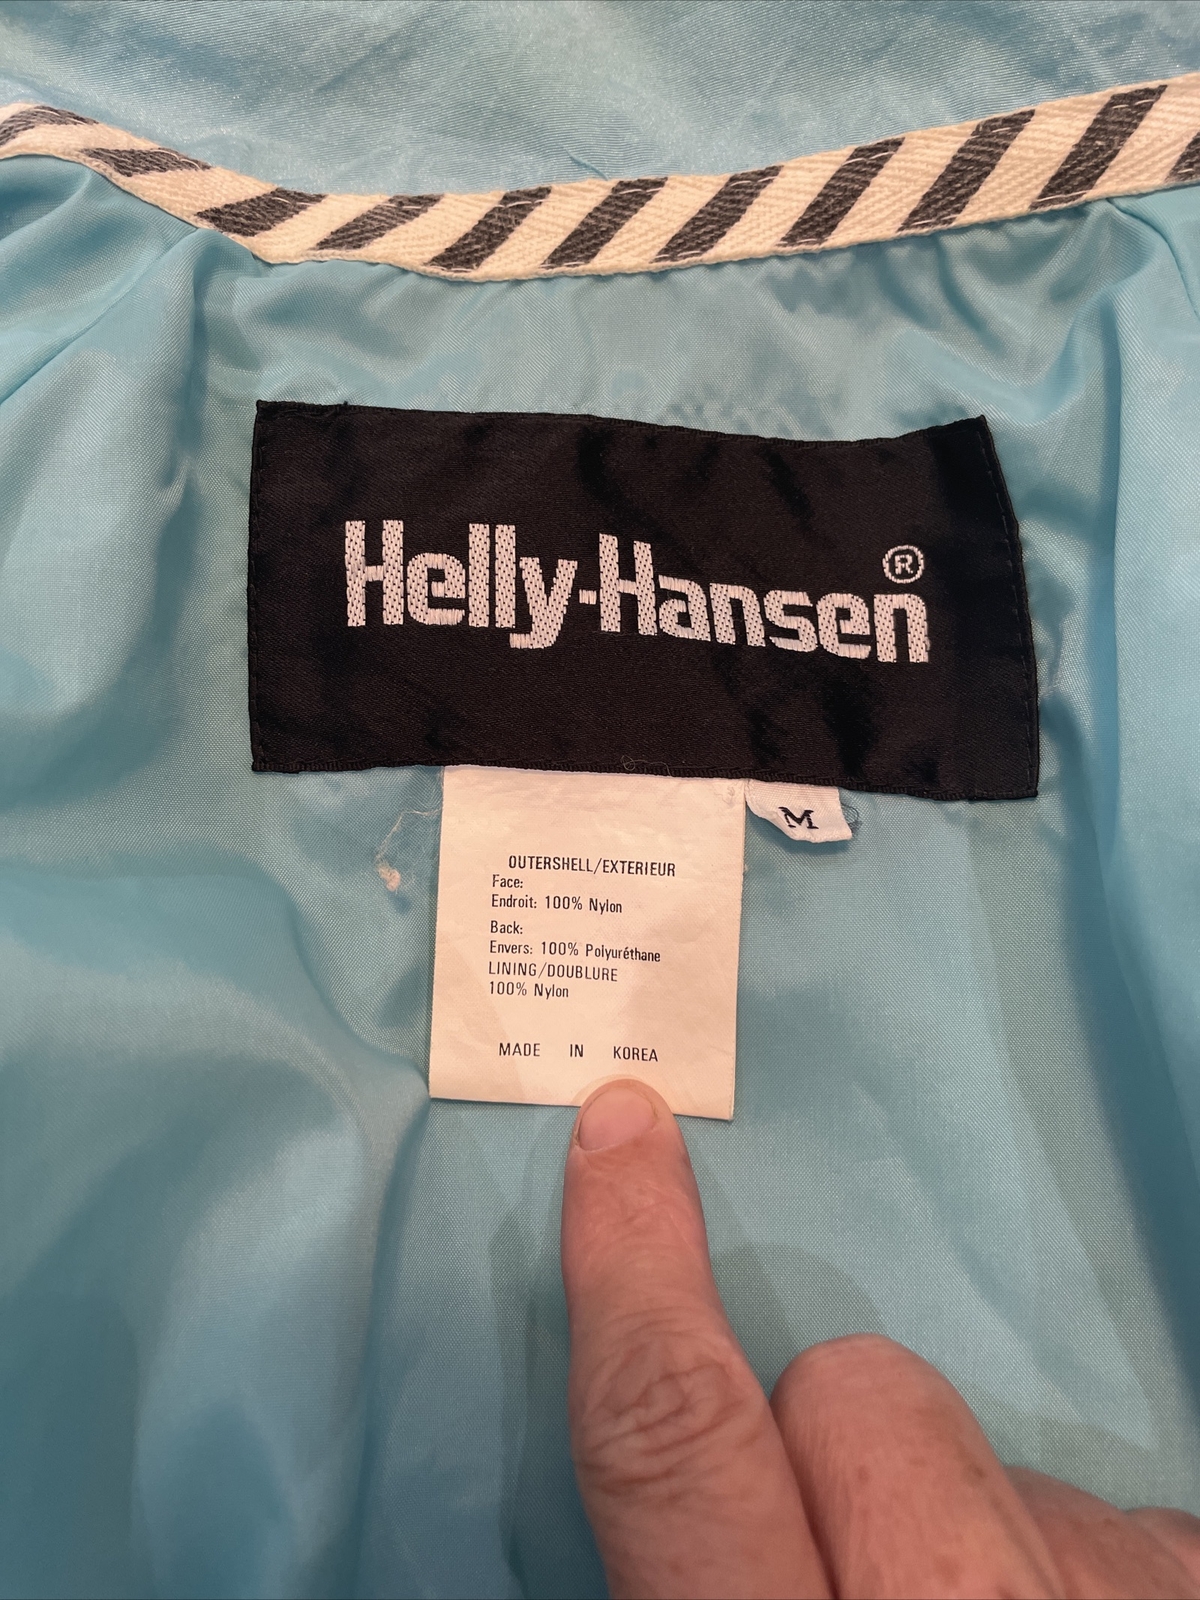 Helly-Hansen®
M
OUTERSHELL/EXTERIEUR
Face:
Endroit: 100% Nylon
Back:
Envers: 100% Polyuréthane
LINING/DOUBLURE
100% Nylon
MADE IN KOREA